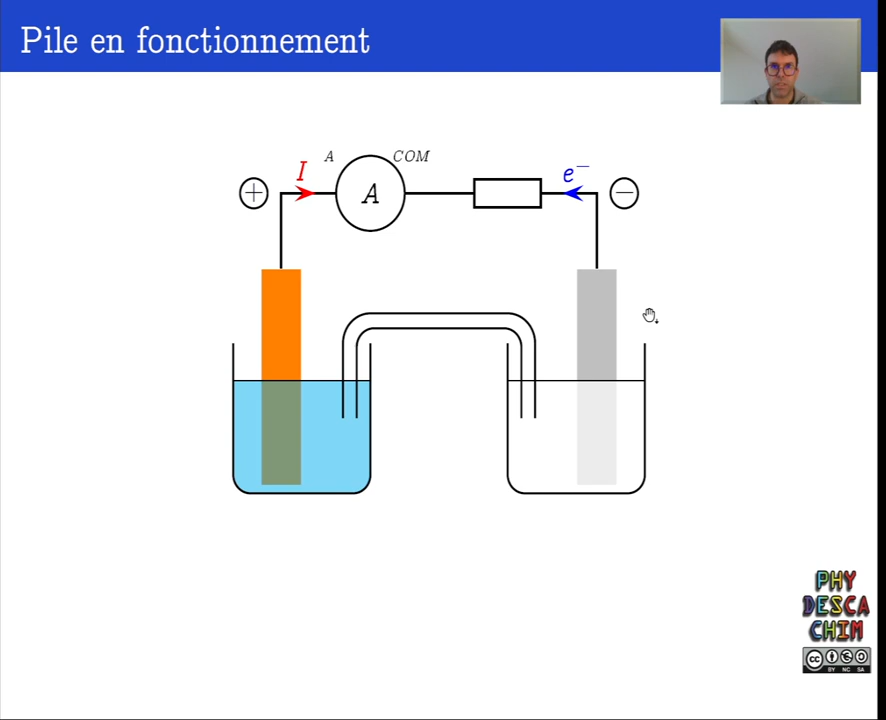 Pile en fonctionnement
A
COM
I
e⁻
+
A
−
PHY
DESCA
CHIM
CC
BY NC SA